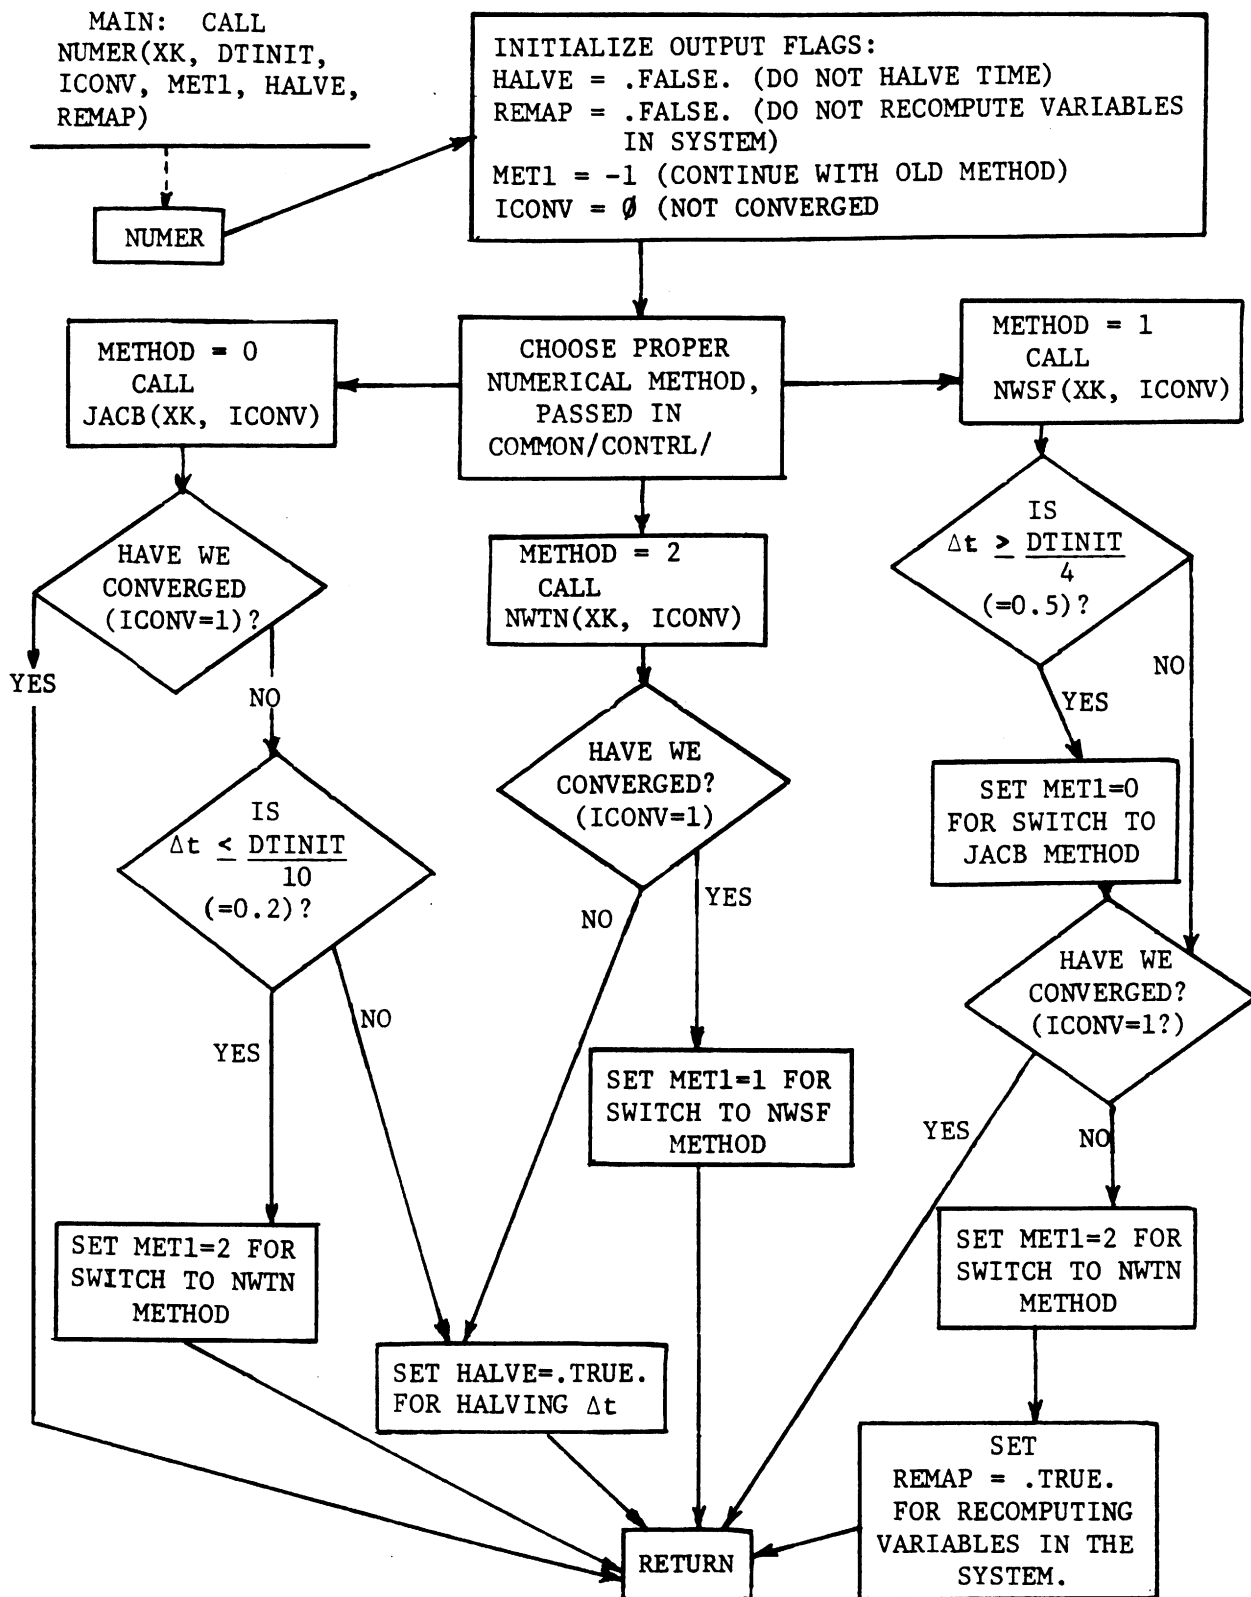 MAIN: CALL
NUMER(XK, DTINIT,
ICONV, MET1, HALVE,
REMAP)
NUMER
INITIALIZE OUTPUT FLAGS:
HALVE = .FALSE. (DO NOT HALVE TIME)
REMAP = .FALSE. (DO NOT RECOMPUTE VARIABLES
IN SYSTEM)
MET1 = -1 (CONTINUE WITH OLD METHOD)
ICONV = Ø (NOT CONVERGED
CHOOSE PROPER
NUMERICAL METHOD,
PASSED IN
COMMON/CONTRL/
METHOD = 0
CALL
JACB(XK, ICONV)
HAVE WE
CONVERGED
(ICONV=1)?
YES
NO
IS
Δt ≤ DTINIT
10
(=0.2)?
YES
NO
SET MET1=2 FOR
SWITCH TO NWTN
METHOD
METHOD = 2
CALL
NWTN(XK, ICONV)
HAVE WE
CONVERGED?
(ICONV=1)
NO
YES
SET MET1=1 FOR
SWITCH TO NWSF
METHOD
SET HALVE=.TRUE.
FOR HALVING Δt
METHOD = 1
CALL
NWSF(XK, ICONV)
IS
Δt ≥ DTINIT
4
(=0.5)?
NO
YES
SET MET1=0
FOR SWITCH TO
JACB METHOD
HAVE WE
CONVERGED?
(ICONV=1?)
YES
NO
SET MET1=2 FOR
SWITCH TO NWTN
METHOD
SET
REMAP = .TRUE.
FOR RECOMPUTING
VARIABLES IN THE
SYSTEM.
RETURN